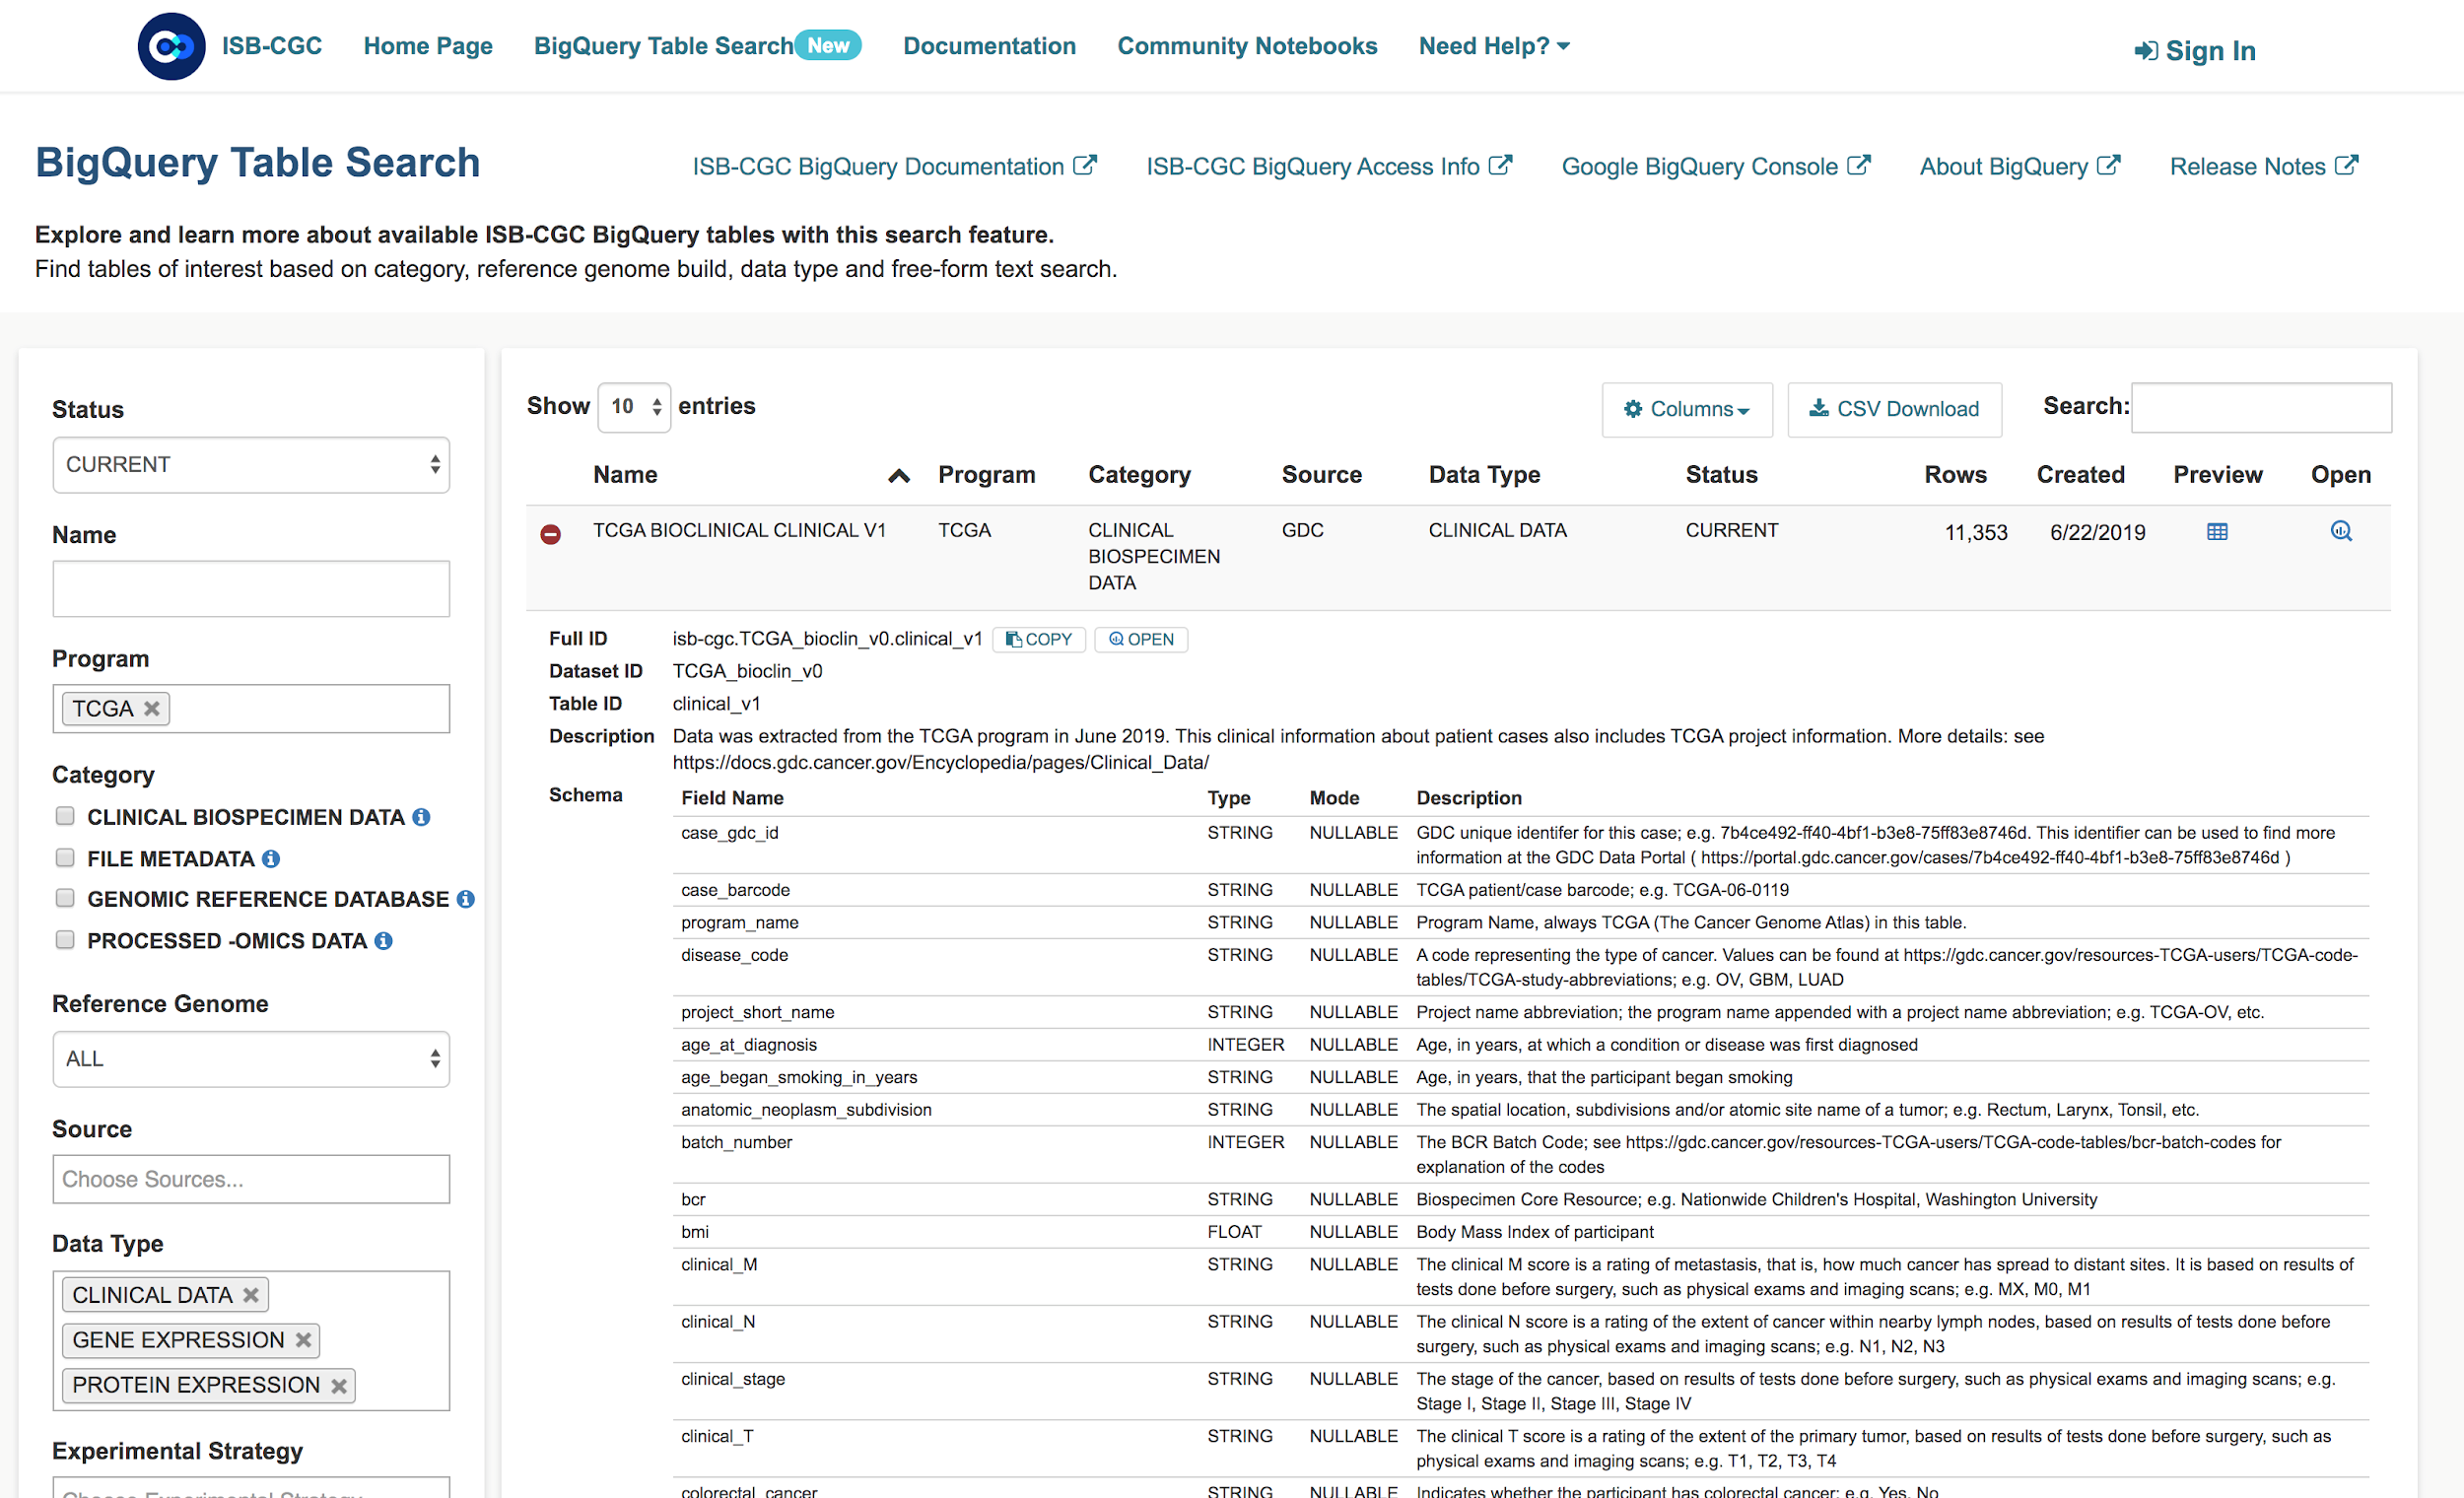 ISB-CGC Home Page BigQuery Table Search New Documentation Community Notebooks Need Help? Sign In
BigQuery Table Search
ISB-CGC BigQuery Documentation ISB-CGC BigQuery Access Info Google BigQuery Console About BigQuery Release Notes
Explore and learn more about available ISB-CGC BigQuery tables with this search feature.
Find tables of interest based on category, reference genome build, data type and free-form text search.
Status
CURRENT
Name
Program
TCGA
Category
CLINICAL BIOSPECIMEN DATA
FILE METADATA
GENOMIC REFERENCE DATABASE
PROCESSED -OMICS DATA
Reference Genome
ALL
Source
Choose Sources...
Data Type
CLINICAL DATA
GENE EXPRESSION
PROTEIN EXPRESSION
Experimental Strategy
Choose Experimental Strategy
Show 10 entries
Columns CSV Download Search:
Name Program Category Source Data Type Status Rows Created Preview Open
TCGA BIOCLINICAL CLINICAL V1 TCGA CLINICAL GDC CLINICAL DATA CURRENT 11,353 6/22/2019
BIOSPECIMEN
DATA
Full ID isb-cgc.TCGA_bioclin_v0.clinical_v1 COPY OPEN
Dataset ID TCGA_bioclin_v0
Table ID clinical_v1
Description Data was extracted from the TCGA program in June 2019. This clinical information about patient cases also includes TCGA project information. More details: see
https://docs.gdc.cancer.gov/Encyclopedia/pages/Clinical_Data/
Schema Field Name Type Mode Description
case_gdc_id STRING NULLABLE GDC unique identifer for this case; e.g. 7b4ce492-ff40-4bf1-b3e8-75ff83e8746d. This identifier can be used to find more
information at the GDC Data Portal ( https://portal.gdc.cancer.gov/cases/7b4ce492-ff40-4bf1-b3e8-75ff83e8746d )
case_barcode STRING NULLABLE TCGA patient/case barcode; e.g. TCGA-06-0119
program_name STRING NULLABLE Program Name, always TCGA (The Cancer Genome Atlas) in this table.
disease_code STRING NULLABLE A code representing the type of cancer. Values can be found at https://gdc.cancer.gov/resources-TCGA-users/TCGA-code-
tables/TCGA-study-abbreviations; e.g. OV, GBM, LUAD
project_short_name STRING NULLABLE Project name abbreviation; the program name appended with a project name abbreviation; e.g. TCGA-OV, etc.
age_at_diagnosis INTEGER NULLABLE Age, in years, at which a condition or disease was first diagnosed
age_began_smoking_in_years STRING NULLABLE Age, in years, that the participant began smoking
anatomic_neoplasm_subdivision STRING NULLABLE The spatial location, subdivisions and/or atomic site name of a tumor; e.g. Rectum, Larynx, Tonsil, etc.
batch_number INTEGER NULLABLE The BCR Batch Code; see https://gdc.cancer.gov/resources-TCGA-users/TCGA-code-tables/bcr-batch-codes for
explanation of the codes
bcr STRING NULLABLE Biospecimen Core Resource; e.g. Nationwide Children's Hospital, Washington University
bmi FLOAT NULLABLE Body Mass Index of participant
clinical_M STRING NULLABLE The clinical M score is a rating of metastasis, that is, how much cancer has spread to distant sites. It is based on results of
tests done before surgery, such as physical exams and imaging scans; e.g. MX, M0, M1
clinical_N STRING NULLABLE The clinical N score is a rating of the extent of cancer within nearby lymph nodes, based on results of tests done before
surgery, such as physical exams and imaging scans; e.g. N1, N2, N3
clinical_stage STRING NULLABLE The stage of the cancer, based on results of tests done before surgery, such as physical exams and imaging scans; e.g.
Stage I, Stage II, Stage III, Stage IV
clinical_T STRING NULLABLE The clinical T score is a rating of the extent of the primary tumor, based on results of tests done before surgery, such as
physical exams and imaging scans; e.g. T1, T2, T3, T4
colorectal_cancer STRING NULLABLE Indicates whether the participant has colorectal cancer; e.g. Yes, No